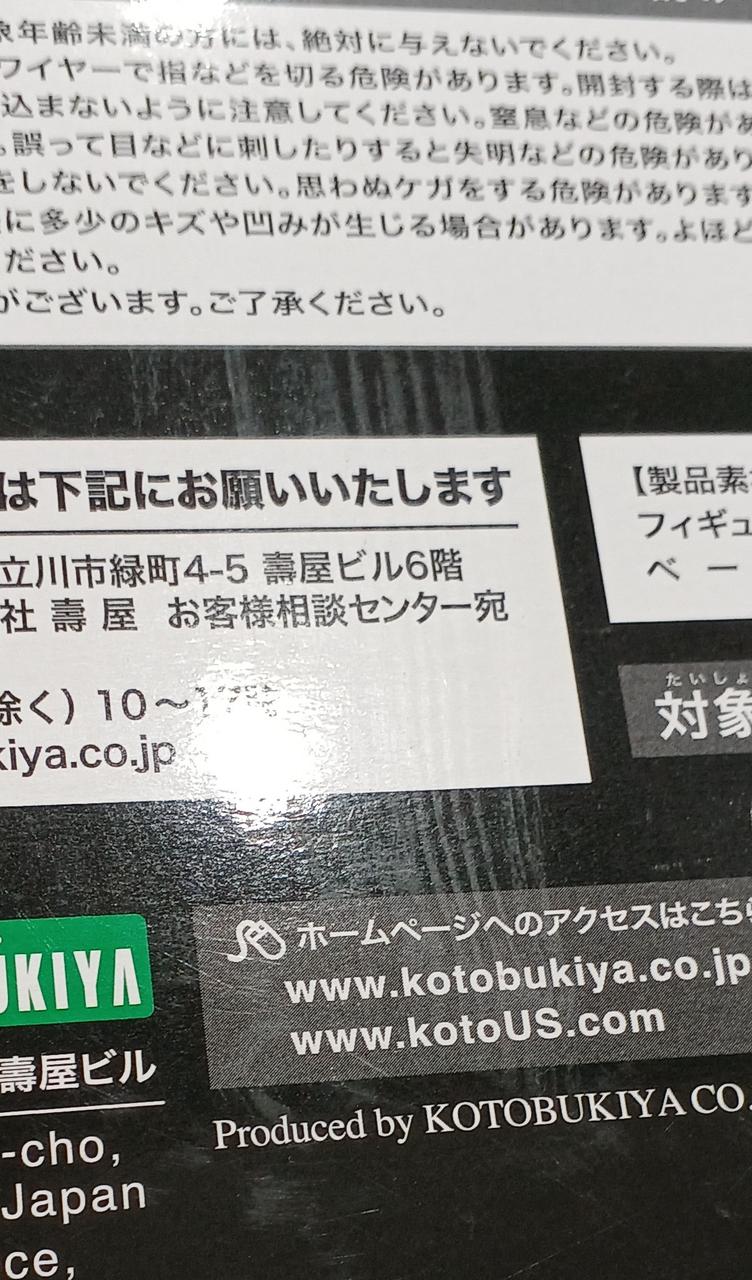 象年齢未満の方には、絶対に与えないでください。
ワイヤーで指などを切る危険があります。開封する際は
込まないように注意してください。窒息などの危険があ
。誤って目などに刺したりすると失明などの危険があり
をしないでください。思わぬケガをする危険があります
に多少のキズや凹みが生じる場合があります。よほど
ださい。
がございます。ご了承ください。
は下記にお願いいたします
立川市緑町4-5 壽屋ビル6階
社 壽 屋 お客様相談センター宛
除く) 10〜
kiya.co.jp
【製品素
フィギュ
ベ ー
たいしょ
対象
UKIYA
壽屋ビル
-cho,
Japan
ce,
ホームページへのアクセスはこちら
www.kotobukiya.co.jp
www.kotoUS.com
Produced by KOTOBUKIYA CO.